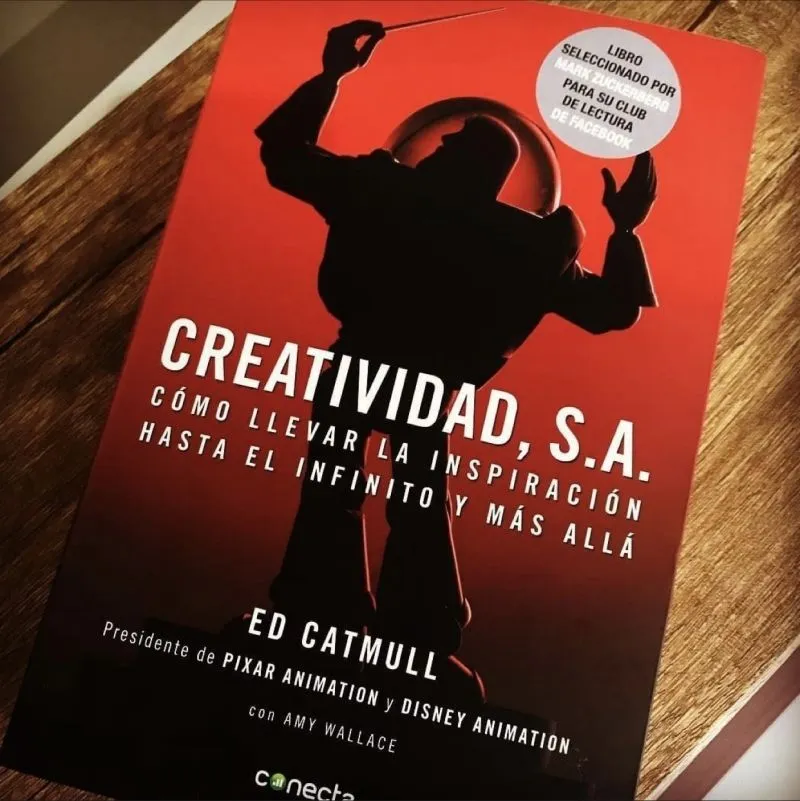 LIBRO
SELECCIONADO POR
MARK ZUCKERBERG
PARA SU CLUB
DE LECTURA
DE FACEBOOK
CREATIVIDAD, S.A.
CÓMO LLEVAR LA INSPIRACIÓN
HASTA EL INFINITO Y MÁS ALLÁ
ED CATMULL
Presidente de PIXAR ANIMATION y DISNEY ANIMATION
con AMY WALLACE
conecta